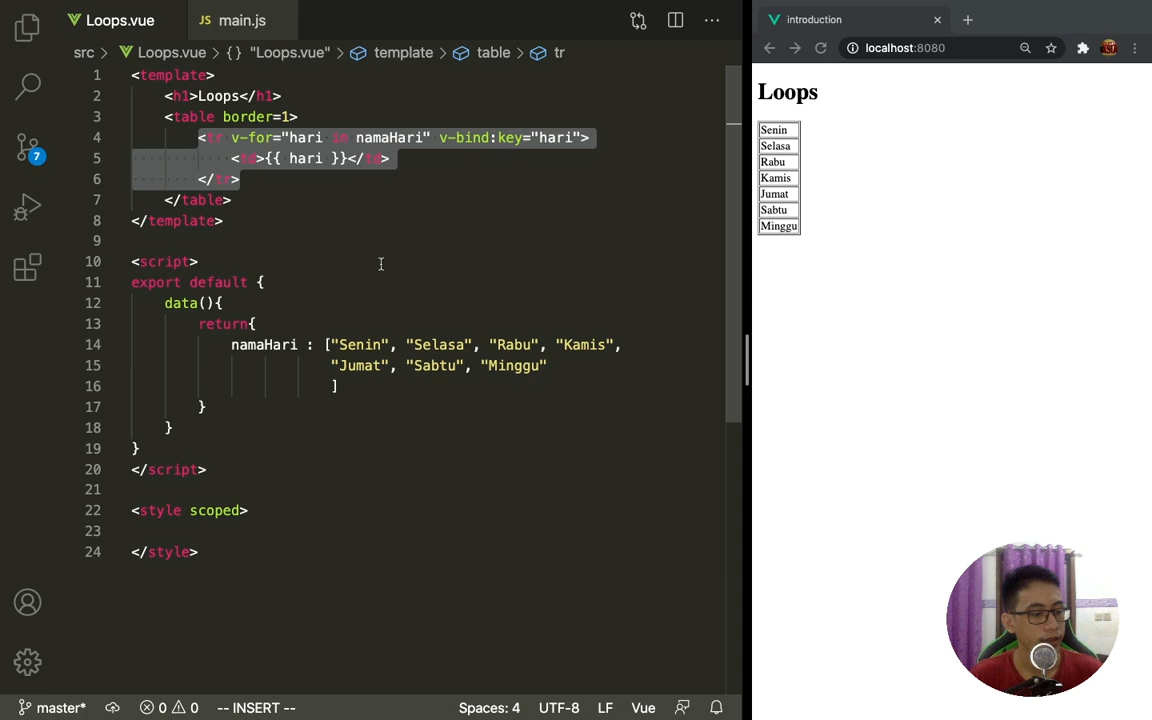 Loops.vue
JS main.js
src > Loops.vue > {} "Loops.vue" > template > table > tr
1 <template>
2 <h1>Loops</h1>
3 <table border=1>
4 <tr v-for="hari in namaHari" v-bind:key="hari">
5 <td>{{ hari }}</td>
6 </tr>
7 </table>
8 </template>
9
10 <script>
11 export default {
12 data(){
13 return{
14 namaHari : ["Senin", "Selasa", "Rabu", "Kamis",
15 "Jumat", "Sabtu", "Minggu"
16 ]
17 }
18 }
19 }
20 </script>
21
22 <style scoped>
23
24 </style>
7
master* 0 0 -- INSERT -- Spaces: 4 UTF-8 LF Vue
introduction
localhost:8080
Loops
Senin
Selasa
Rabu
Kamis
Jumat
Sabtu
Minggu